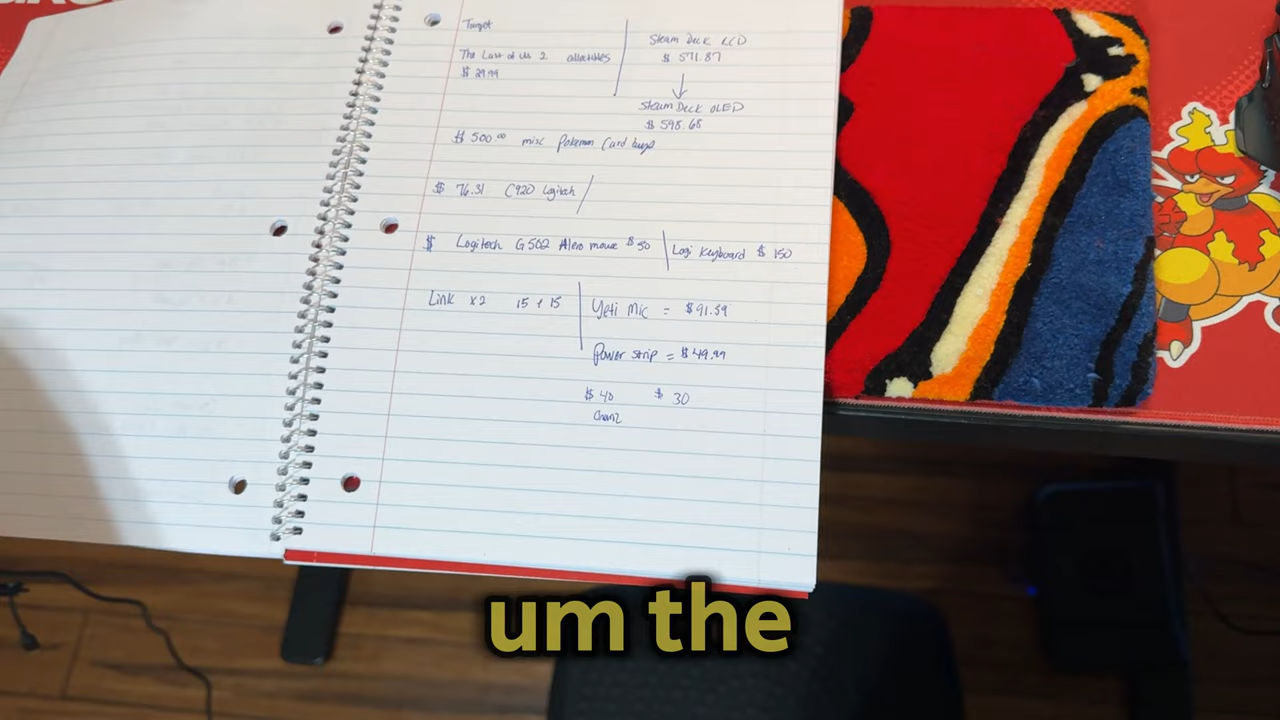 Target
The Last of Us 2 collectibles
$ 29.99
Steam Deck LCD
$ 571.87
Steam Deck OLED
$ 598.68
$ 500.00 misc Pokemon Card buys
$ 76.31 C920 Logitech
$ Logitech G502 Hero mouse $ 50
Logi Keyboard $ 150
Link x2 15 + 15
Yeti Mic = $ 91.59
Power strip = $ 49.99
$ 40 $ 30
um the